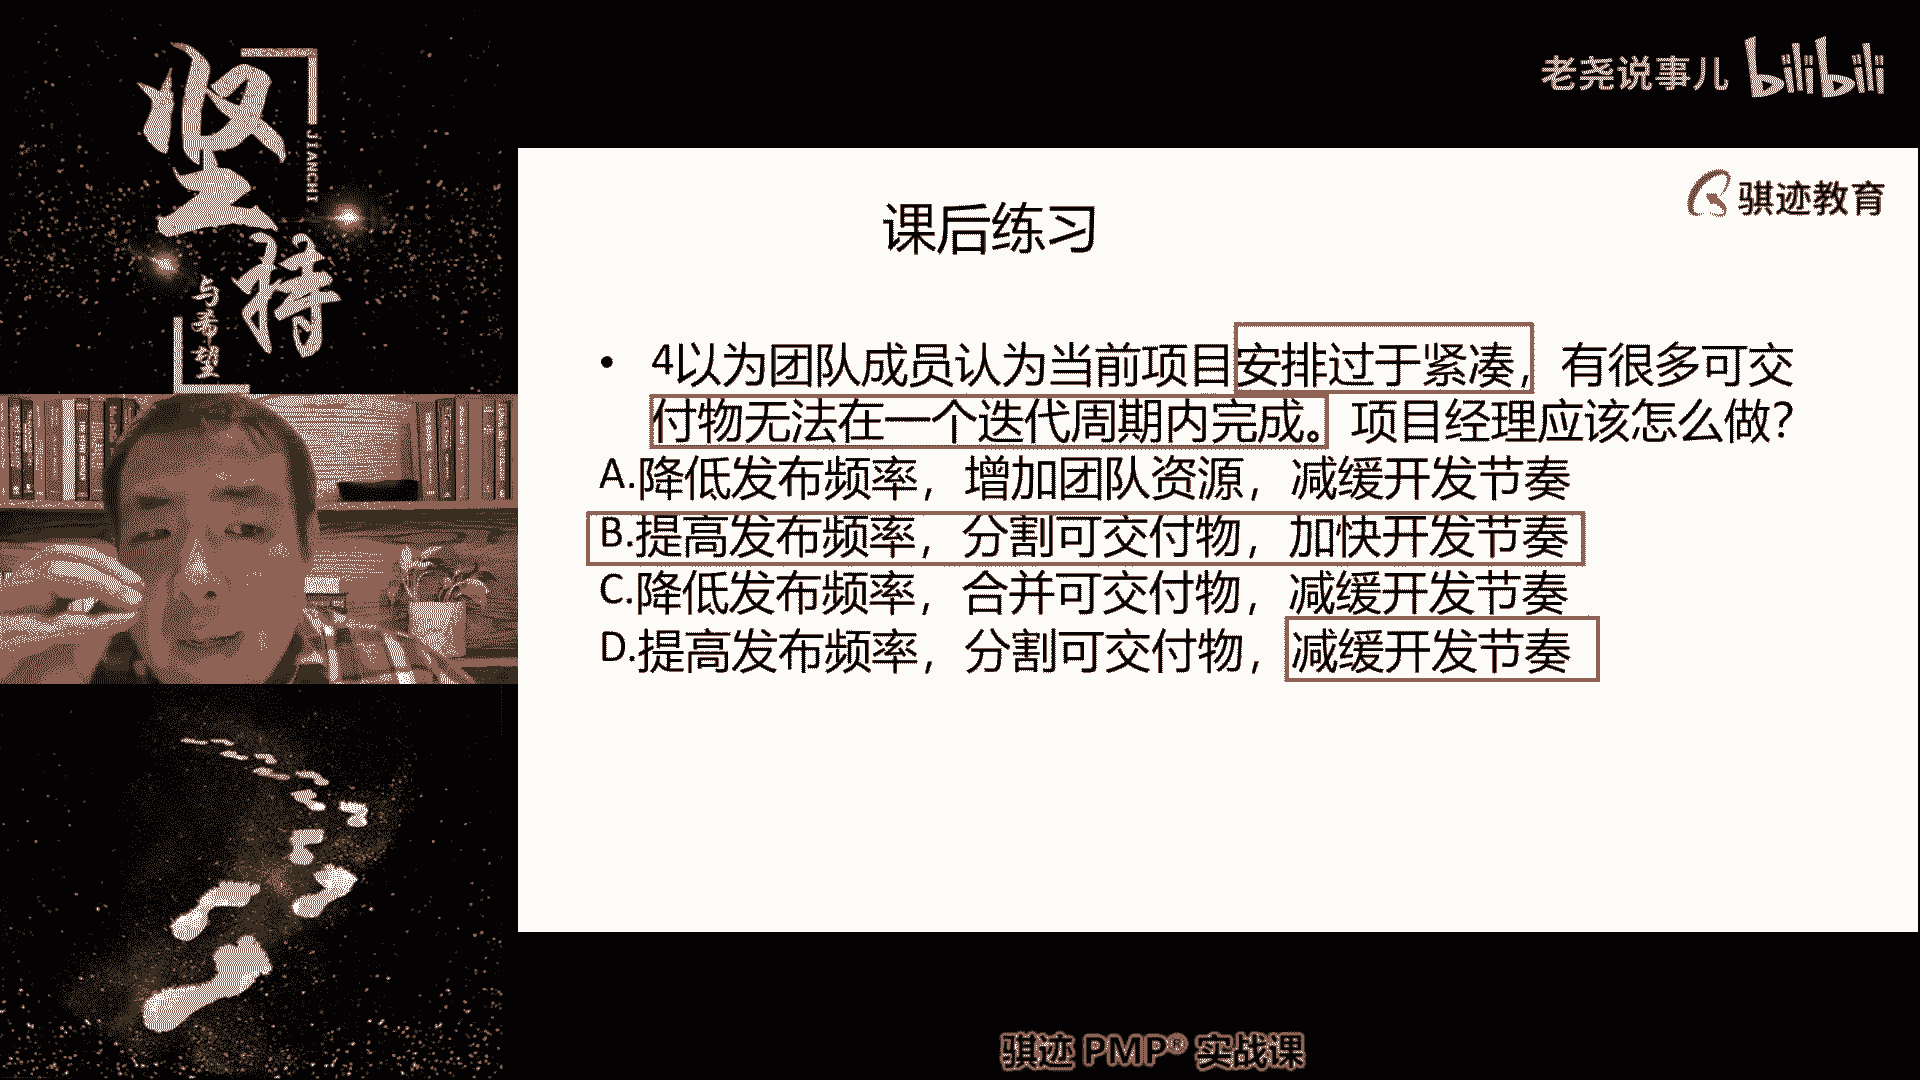 坚持
JIANCHI
与希望
老尧说事儿 bilibili
骐迹教育
课后练习
• 4以为团队成员认为当前项目安排过于紧凑，有很多可交
付物无法在一个迭代周期内完成。项目经理应该怎么做？
A.降低发布频率，增加团队资源，减缓开发节奏
B.提高发布频率，分割可交付物，加快开发节奏
C.降低发布频率，合并可交付物，减缓开发节奏
D.提高发布频率，分割可交付物，减缓开发节奏
骐迹 PMP® 实战课